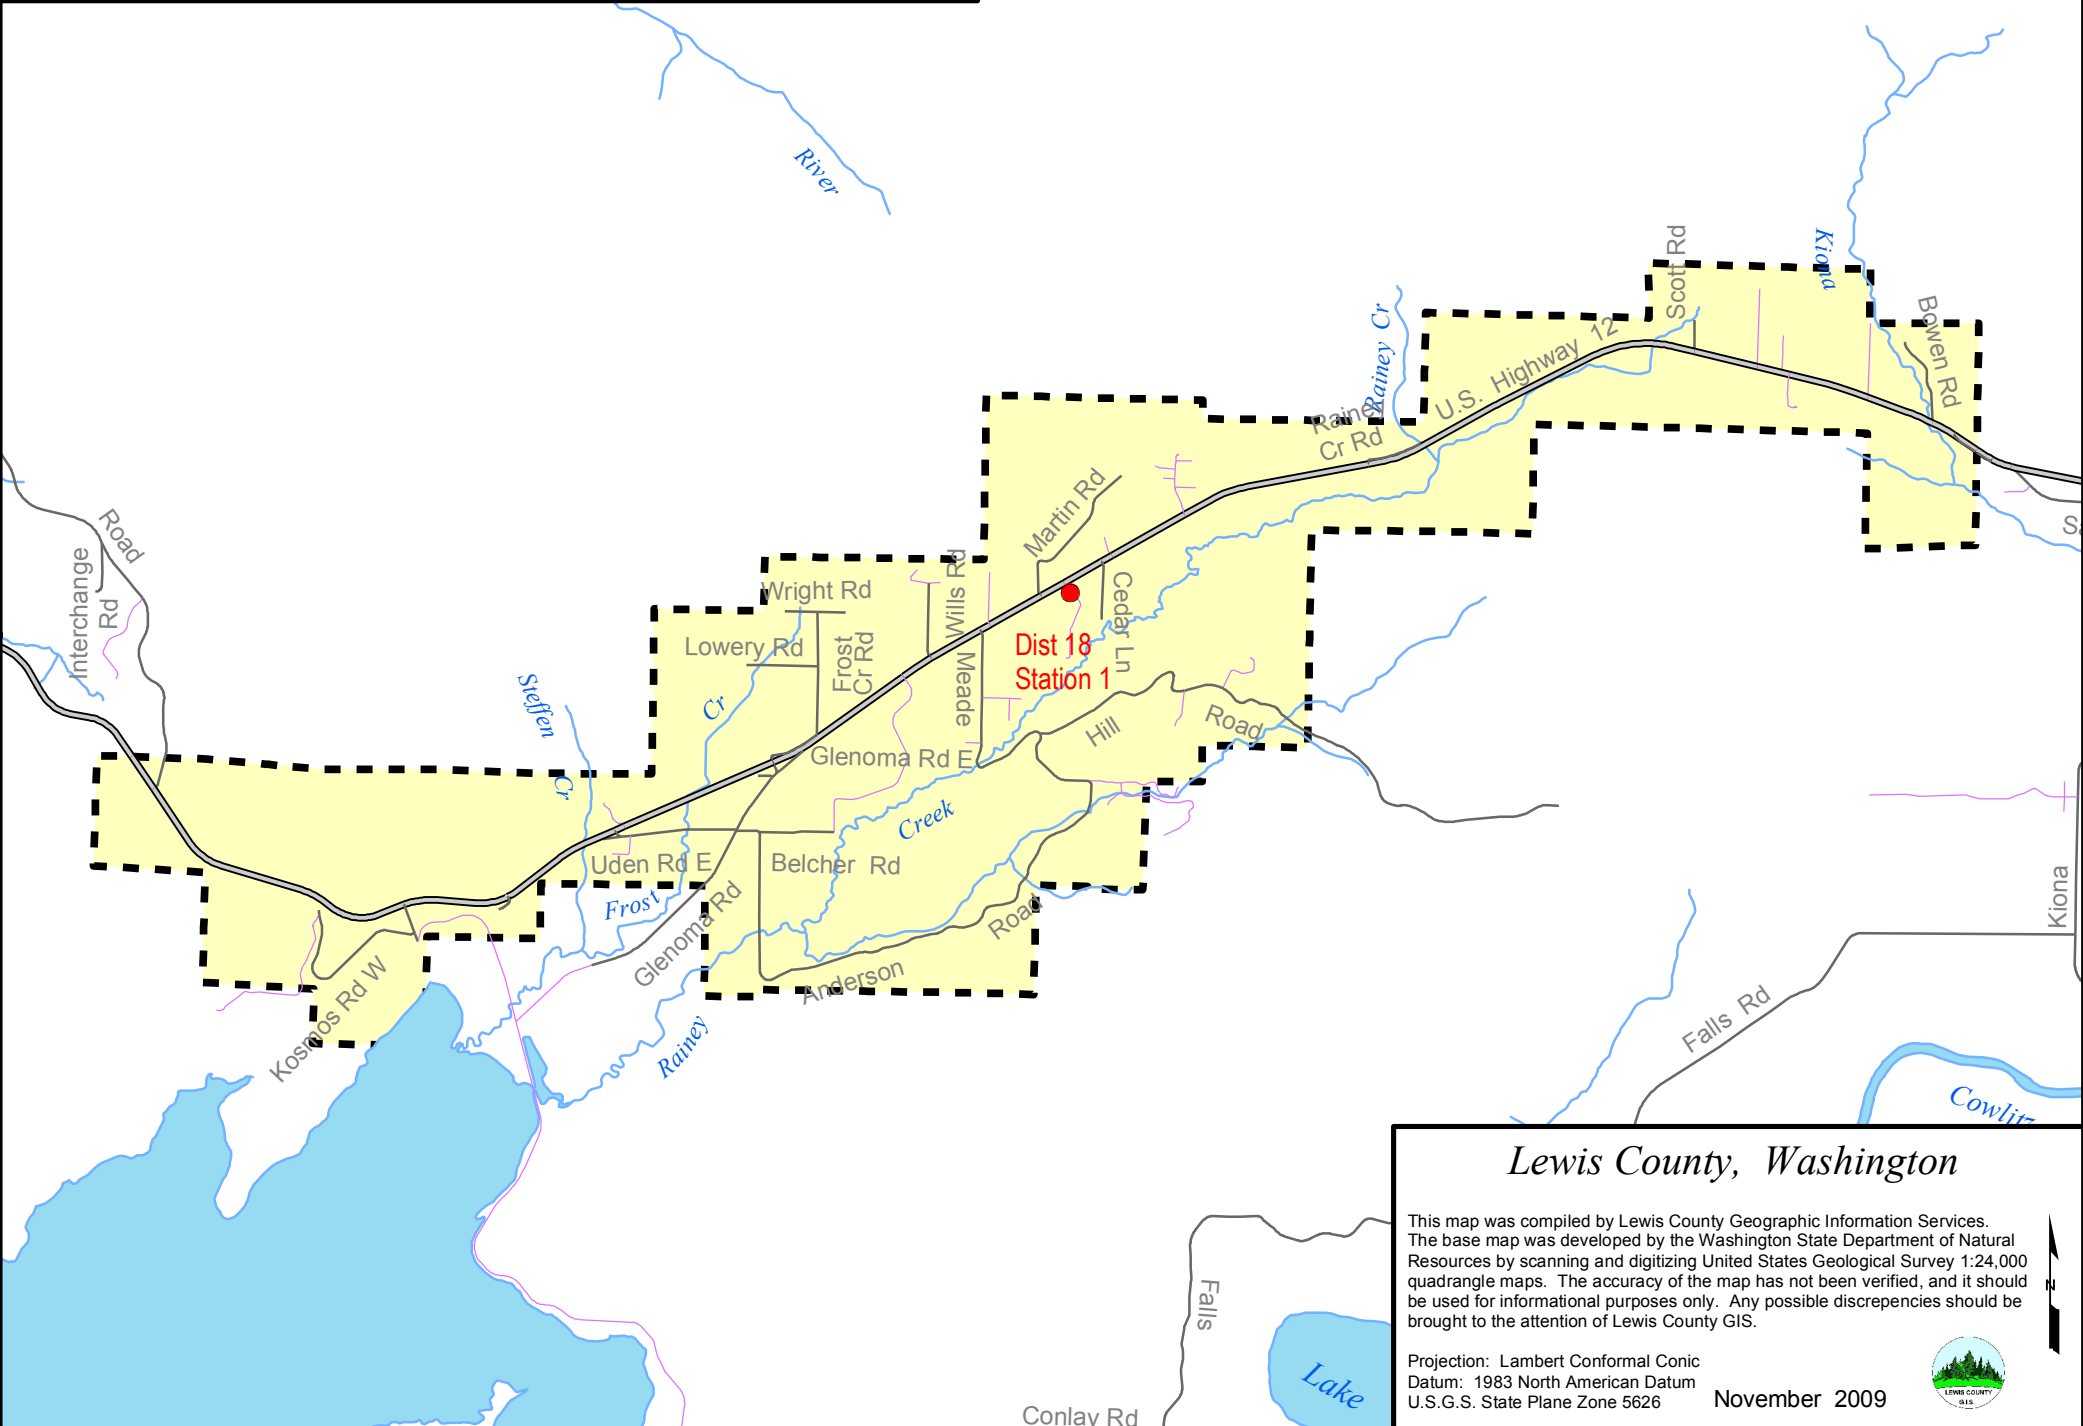 River
Kiona
Scott Rd
Bowen Rd
Rainey Cr
U.S. Highway 12
Rainey
Cr Rd
Martin Rd
Road
Interchange
Rd
Wright Rd
Willis Rd
Cedar Ln
Lowery Rd
Frost
Cr Rd
Meade
Dist 18
Station 1
Steffen
Cr
Cr
Hill
Road
Glenoma Rd E
Creek
Uden Rd E
Belcher Rd
Frost
Glenoma Rd
Road
Anderson
Kosmos Rd W
Rainey
Kiona
Falls Rd
Cowlitz
Falls
Lake
Conlay Rd
Lewis County, Washington
This map was compiled by Lewis County Geographic Information Services.
The base map was developed by the Washington State Department of Natural
Resources by scanning and digitizing United States Geological Survey 1:24,000
quadrangle maps. The accuracy of the map has not been verified, and it should
be used for informational purposes only. Any possible discrepencies should be
brought to the attention of Lewis County GIS.
N
Projection: Lambert Conformal Conic
Datum: 1983 North American Datum
U.S.G.S. State Plane Zone 5626
November 2009
LEWIS COUNTY
GIS